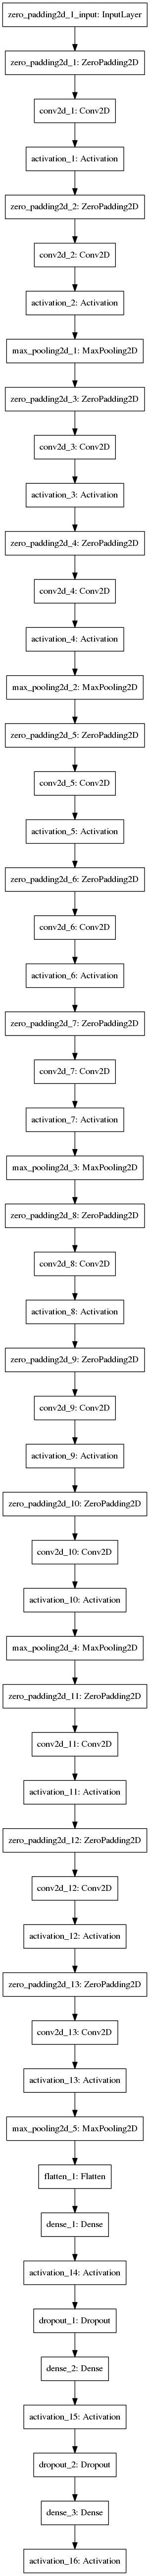 zero_padding2d_1_input: InputLayer
zero_padding2d_1: ZeroPadding2D
conv2d_1: Conv2D
activation_1: Activation
zero_padding2d_2: ZeroPadding2D
conv2d_2: Conv2D
activation_2: Activation
max_pooling2d_1: MaxPooling2D
zero_padding2d_3: ZeroPadding2D
conv2d_3: Conv2D
activation_3: Activation
zero_padding2d_4: ZeroPadding2D
conv2d_4: Conv2D
activation_4: Activation
max_pooling2d_2: MaxPooling2D
zero_padding2d_5: ZeroPadding2D
conv2d_5: Conv2D
activation_5: Activation
zero_padding2d_6: ZeroPadding2D
conv2d_6: Conv2D
activation_6: Activation
zero_padding2d_7: ZeroPadding2D
conv2d_7: Conv2D
activation_7: Activation
max_pooling2d_3: MaxPooling2D
zero_padding2d_8: ZeroPadding2D
conv2d_8: Conv2D
activation_8: Activation
zero_padding2d_9: ZeroPadding2D
conv2d_9: Conv2D
activation_9: Activation
zero_padding2d_10: ZeroPadding2D
conv2d_10: Conv2D
activation_10: Activation
max_pooling2d_4: MaxPooling2D
zero_padding2d_11: ZeroPadding2D
conv2d_11: Conv2D
activation_11: Activation
zero_padding2d_12: ZeroPadding2D
conv2d_12: Conv2D
activation_12: Activation
zero_padding2d_13: ZeroPadding2D
conv2d_13: Conv2D
activation_13: Activation
max_pooling2d_5: MaxPooling2D
flatten_1: Flatten
dense_1: Dense
activation_14: Activation
dropout_1: Dropout
dense_2: Dense
activation_15: Activation
dropout_2: Dropout
dense_3: Dense
activation_16: Activation